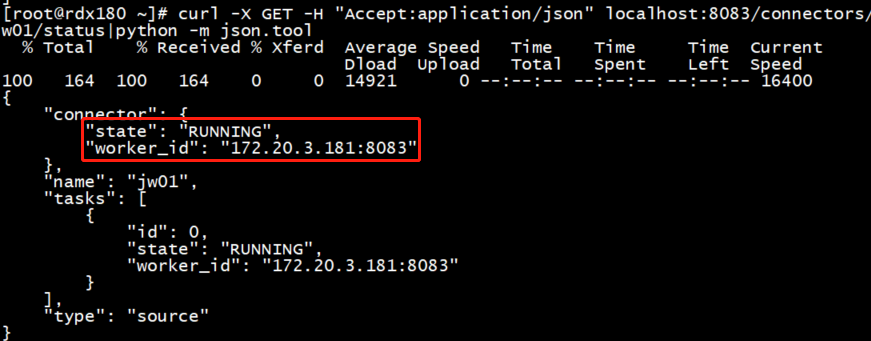 [root@rdx180 ~]# curl -X GET -H "Accept:application/json" localhost:8083/connectors/
w01/status|python -m json.tool
  % Total    % Received % Xferd  Average Speed   Time    Time     Time  Current
                                 Dload  Upload   Total   Spent    Left  Speed
100   164  100   164    0     0  14921      0 --:--:-- --:--:-- --:--:-- 16400
{
    "connector": {
        "state": "RUNNING",
        "worker_id": "172.20.3.181:8083"
    },
    "name": "jw01",
    "tasks": [
        {
            "id": 0,
            "state": "RUNNING",
            "worker_id": "172.20.3.181:8083"
        }
    ],
    "type": "source"
}